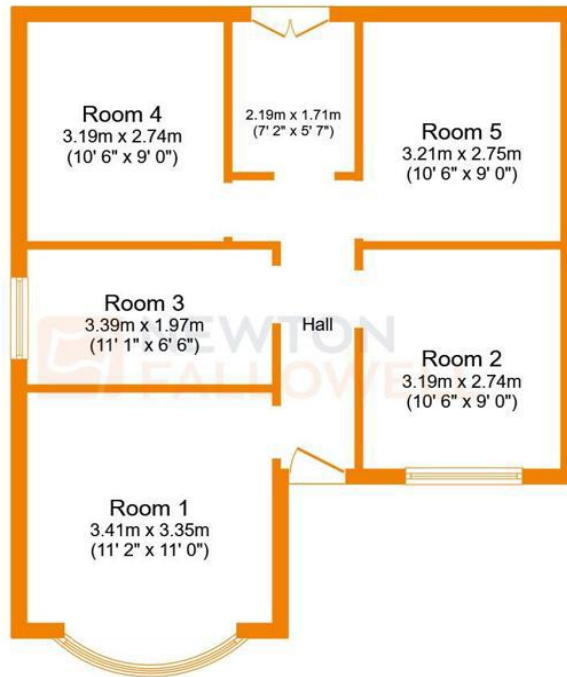 Room 4
3.19m x 2.74m
(10' 6" x 9' 0")
2.19m x 1.71m
(7' 2" x 5' 7")
Room 5
3.21m x 2.75m
(10' 6" x 9' 0")
Room 3
3.39m x 1.97m
(11' 1" x 6' 6")
Hall
NEWTON
FALLOWELL
Room 2
3.19m x 2.74m
(10' 6" x 9' 0")
Room 1
3.41m x 3.35m
(11' 2" x 11' 0")